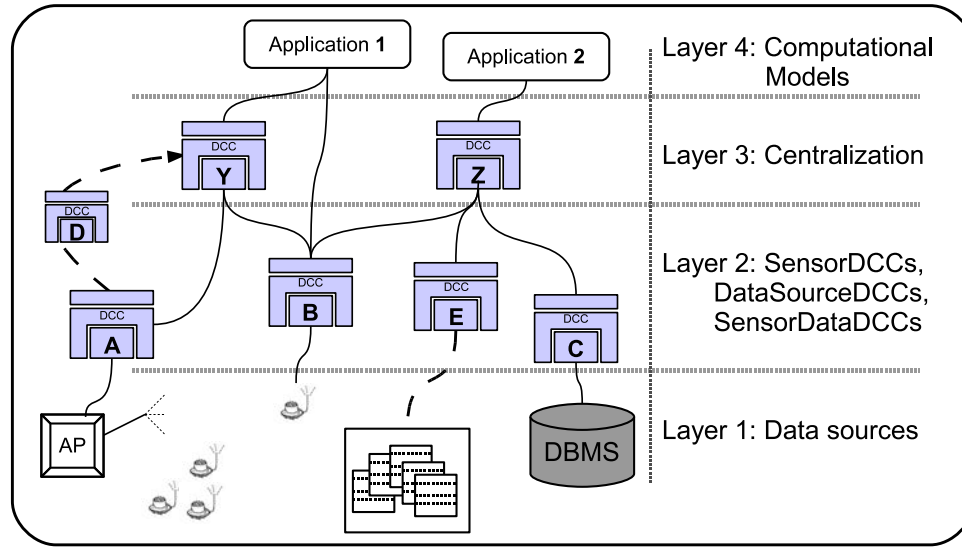 Application 1
Application 2
Layer 4: Computational
Models
DCC
Y
DCC
Z
Layer 3: Centralization
DCC
D
DCC
A
DCC
B
DCC
E
DCC
C
Layer 2: SensorDCCs,
DataSourceDCCs,
SensorDataDCCs
AP
DBMS
Layer 1: Data sources